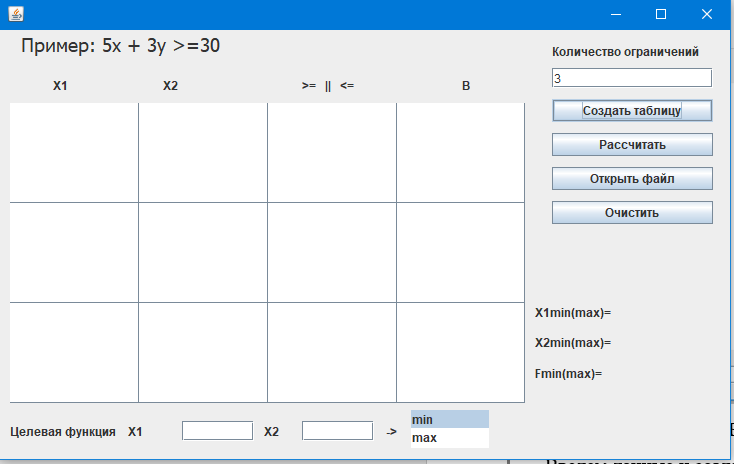 Пример: 5x + 3y >=30
Количество ограничений
X1 X2 >= || <= B
3
Создать таблицу
Рассчитать
Открыть файл
Очистить
X1min(max)=
X2min(max)=
Fmin(max)=
Целевая функция X1 X2 -> min
max